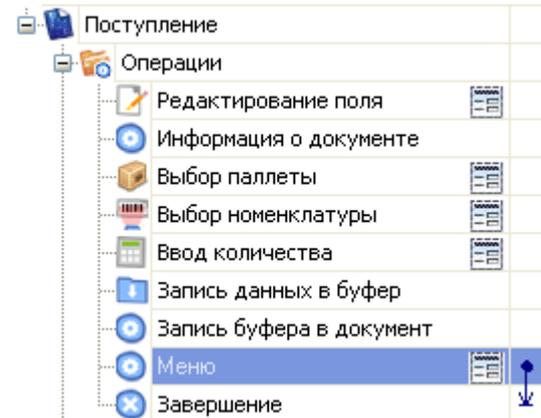 Поступление
Операции
Редактирование поля
Информация о документе
Выбор паллеты
Выбор номенклатуры
Ввод количества
Запись данных в буфер
Запись буфера в документ
Меню
Завершение